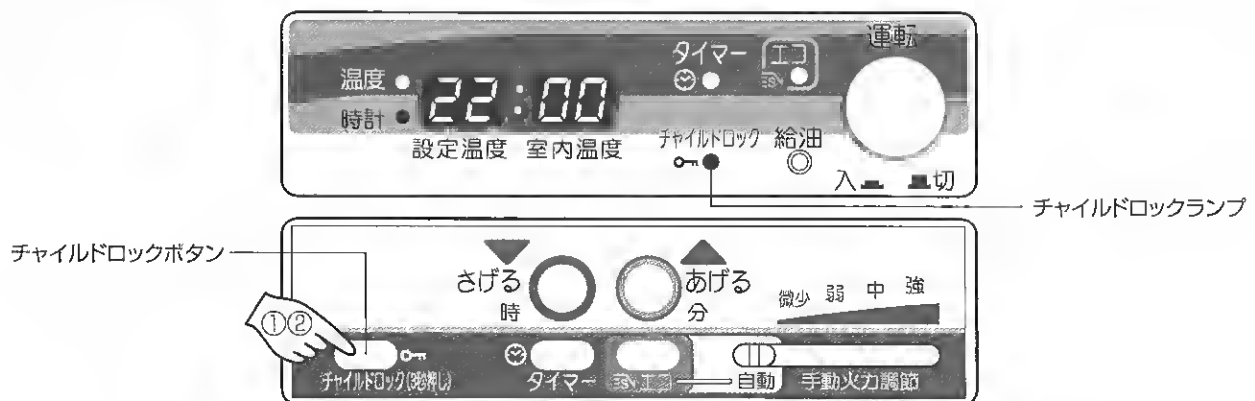 運転
タイマー エコ
温度
22:00
時計
設定温度 室内温度
チャイルドロック 給油
入 切
チャイルドロックランプ
チャイルドロックボタン
さげる あげる
時 分
微少 弱 中 強
①②
チャイルドロック(3秒押し) タイマー エコ 自動 手動火力調節